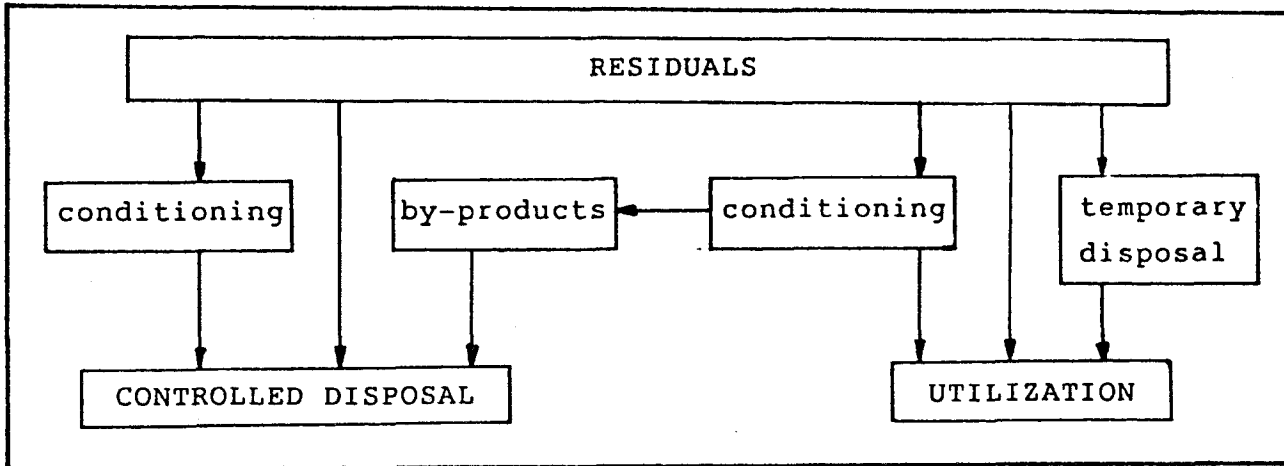 RESIDUALS
conditioning
by-products
conditioning
temporary
disposal
CONTROLLED DISPOSAL
UTILIZATION